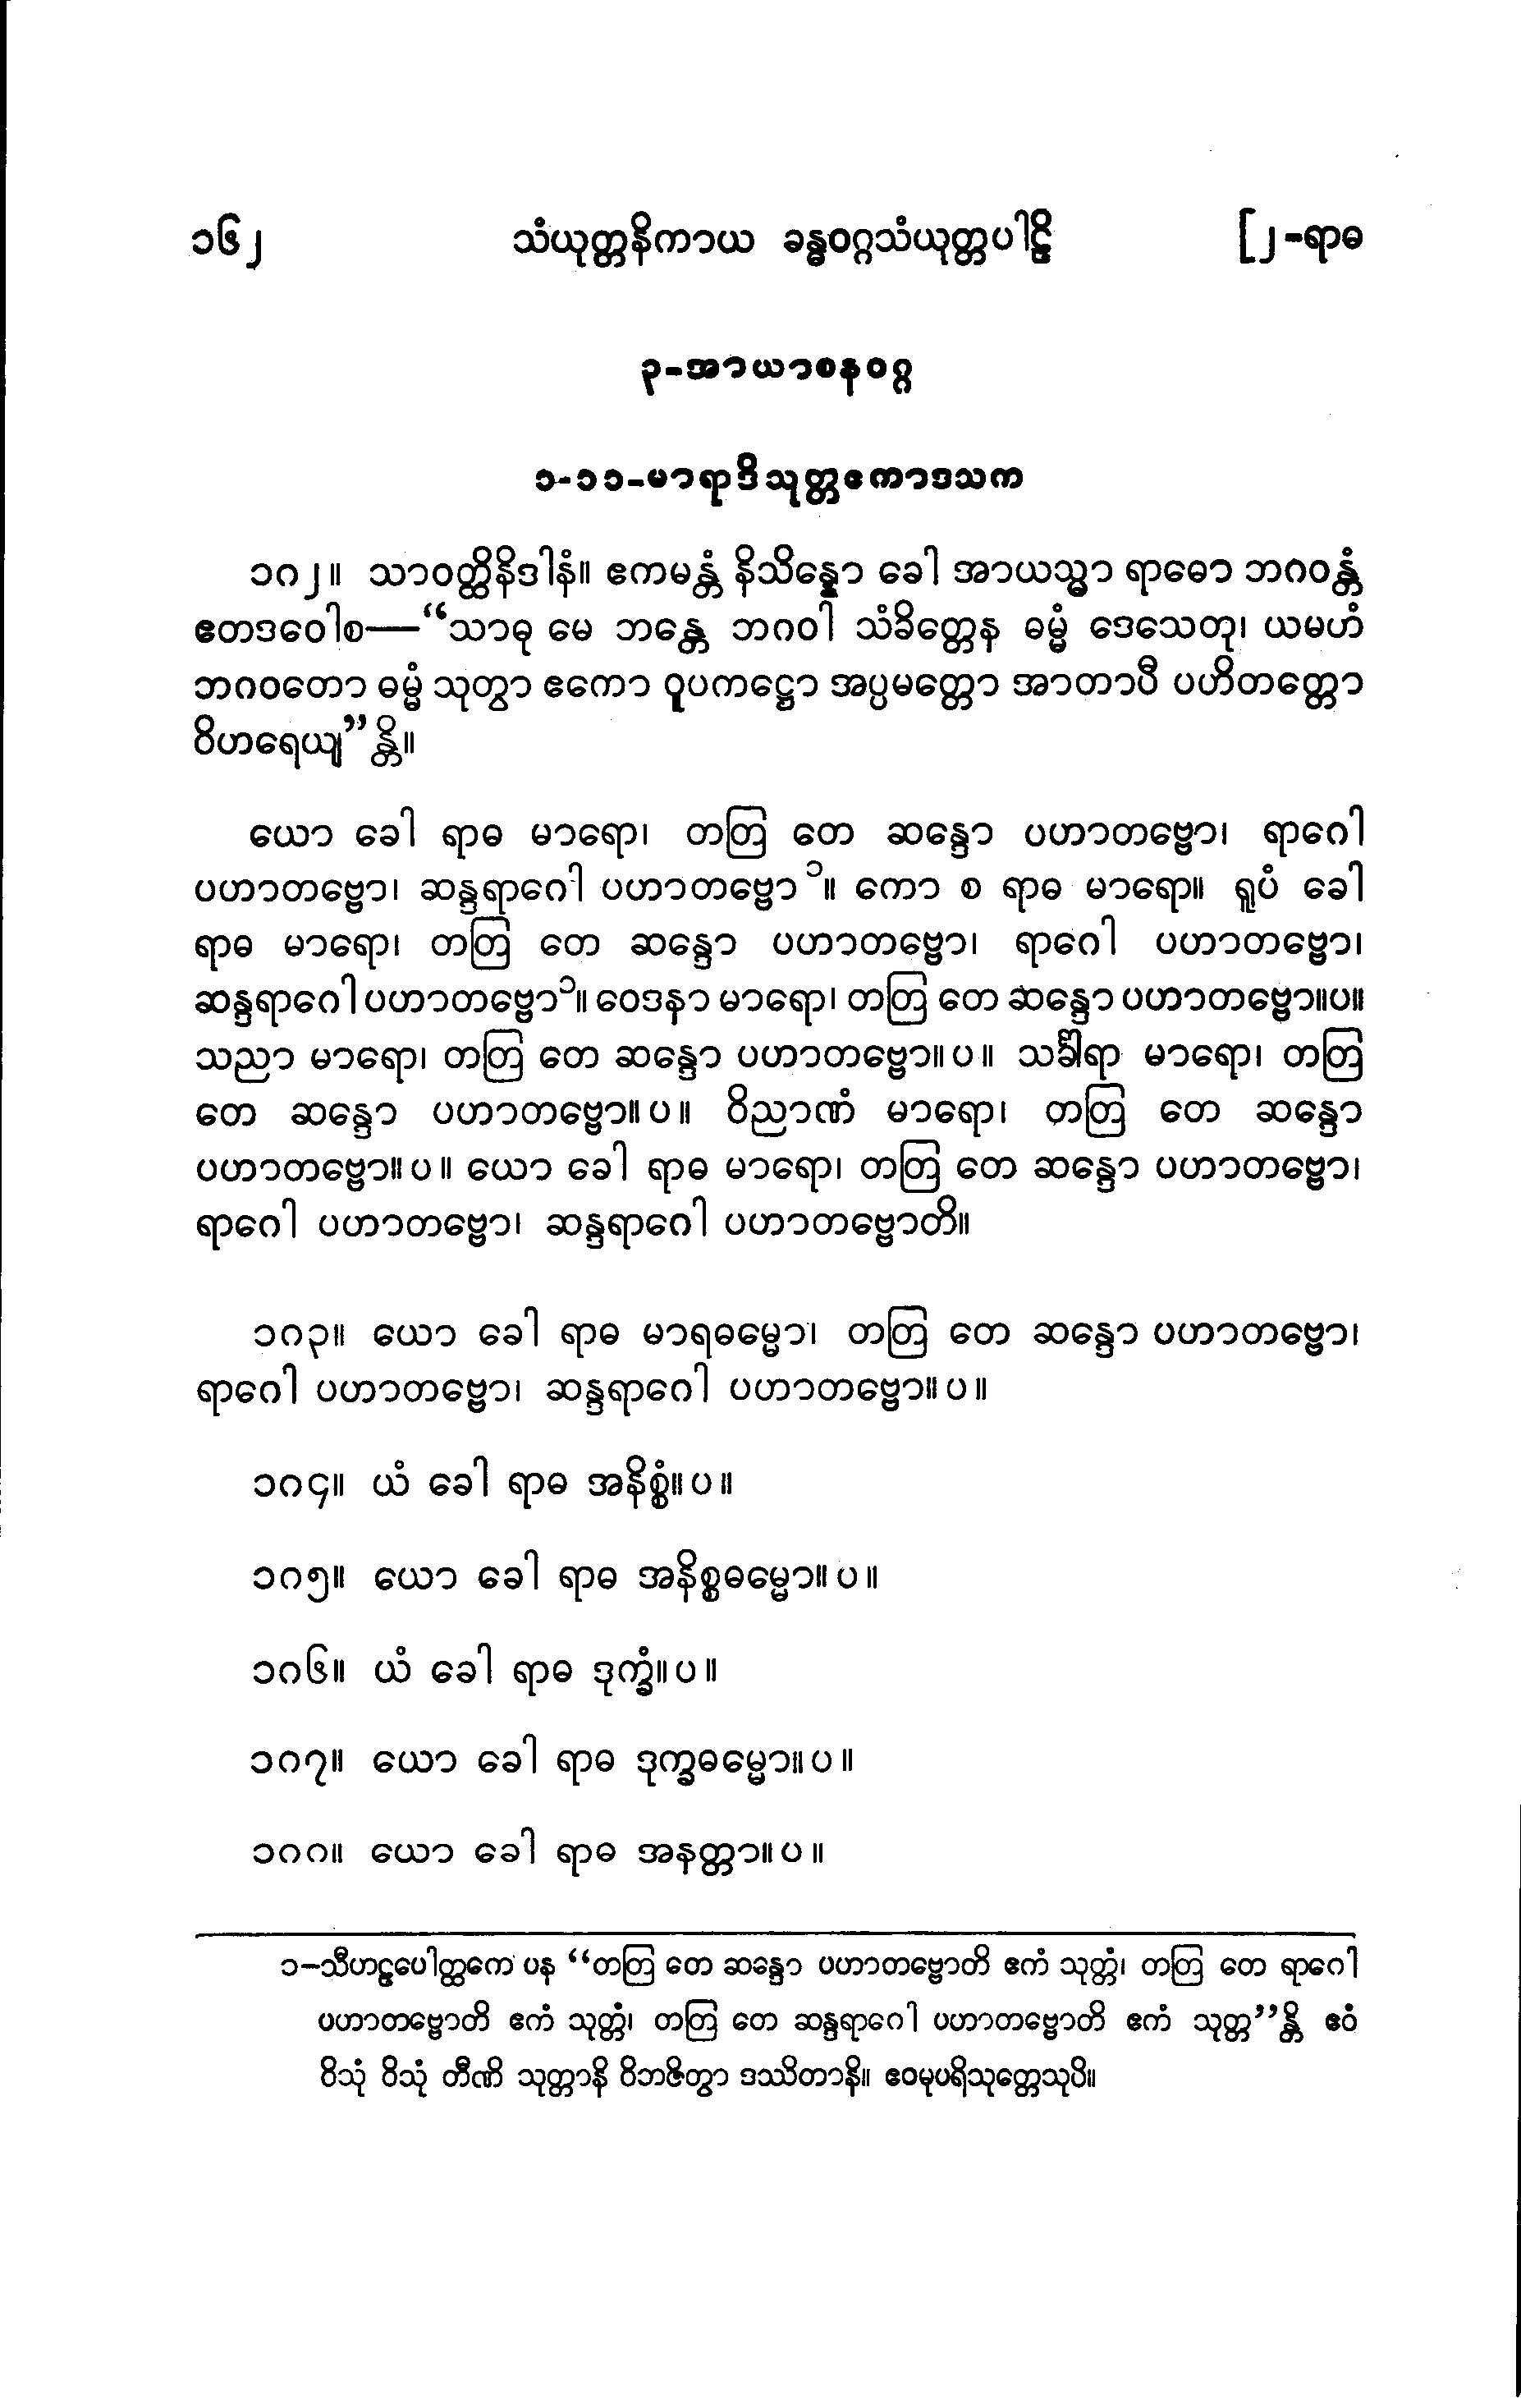 ၁၆၂ သံယုတ္တနိကာယ ခန္ဓဝဂ္ဂသံယုတ္တပါဠိ [၂-ရာဓ
၃-အာယာစနဝဂ္ဂ
၁-၁၁-မာရာဒိသုတ္တဧကာဒသက
၁၈၂။ သာဝတ္ထိနိဒါနံ။ ဧကမန္တံ နိသိန္နော ခေါ အာယသ္မာ ရာဓော ဘဂဝန္တံ
ဧတဒဝေါစ—“သာဓု မေ ဘန္တေ ဘဂဝါ သံခိတ္တေန ဓမ္မံ ဒေသေတု၊ ယမဟံ
ဘဂဝတော ဓမ္မံ သုတွာ ဧကော ဝူပကဋ္ဌော အပ္ပမတ္တော အာတာပီ ပဟိတတ္တော
ဝိဟရေယျ”န္တိ။
ယော ခေါ ရာဓ မာရော၊ တတြ တေ ဆန္ဒော ပဟာတဗ္ဗော၊ ရာဂေါ
ပဟာတဗ္ဗော၊ ဆန္ဒရာဂေါ ပဟာတဗ္ဗော ၁။ ကော စ ရာဓ မာရော။ ရူပံ ခေါ
ရာဓ မာရော၊ တတြ တေ ဆန္ဒော ပဟာတဗ္ဗော၊ ရာဂေါ ပဟာတဗ္ဗော၊
ဆန္ဒရာဂေါ ပဟာတဗ္ဗော ၁။ ဝေဒနာ မာရော၊ တတြ တေ ဆန္ဒော ပဟာတဗ္ဗော။ပ။
သညာ မာရော၊ တတြ တေ ဆန္ဒော ပဟာတဗ္ဗော။ ပ ။ သင်္ခါရာ မာရော၊ တတြ
တေ ဆန္ဒော ပဟာတဗ္ဗော။ ပ ။ ဝိညာဏံ မာရော၊ တတြ တေ ဆန္ဒော
ပဟာတဗ္ဗော။ ပ ။ ယော ခေါ ရာဓ မာရော၊ တတြ တေ ဆန္ဒော ပဟာတဗ္ဗော၊
ရာဂေါ ပဟာတဗ္ဗော၊ ဆန္ဒရာဂေါ ပဟာတဗ္ဗောတိ။
၁၈၃။ ယော ခေါ ရာဓ မာရဓမ္မော၊ တတြ တေ ဆန္ဒော ပဟာတဗ္ဗော၊
ရာဂေါ ပဟာတဗ္ဗော၊ ဆန္ဒရာဂေါ ပဟာတဗ္ဗော။ ပ ။
၁၈၄။ ယံ ခေါ ရာဓ အနိစ္စံ။ ပ ။
၁၈၅။ ယော ခေါ ရာဓ အနိစ္စဓမ္မော။ ပ ။
၁၈၆။ ယံ ခေါ ရာဓ ဒုက္ခံ။ ပ ။
၁၈၇။ ယော ခေါ ရာဓ ဒုက္ခဓမ္မော။ ပ ။
၁၈၈။ ယော ခေါ ရာဓ အနတ္တာ။ ပ ။
၁-သီဟဠပေါတ္ထကေ ပန “တတြ တေ ဆန္ဒော ပဟာတဗ္ဗောတိ ဧကံ သုတ္တံ၊ တတြ တေ ရာဂေါ
ပဟာတဗ္ဗောတိ ဧကံ သုတ္တံ၊ တတြ တေ ဆန္ဒရာဂေါ ပဟာတဗ္ဗောတိ ဧကံ သုတ္တ”န္တိ ဧဝံ
ဝိသုံ ဝိသုံ တီဏိ သုတ္တာနိ ဝိဘဇိတွာ ဒဿိတာနိ။ ဧဝမုပရိသုတ္တေသုပိ။